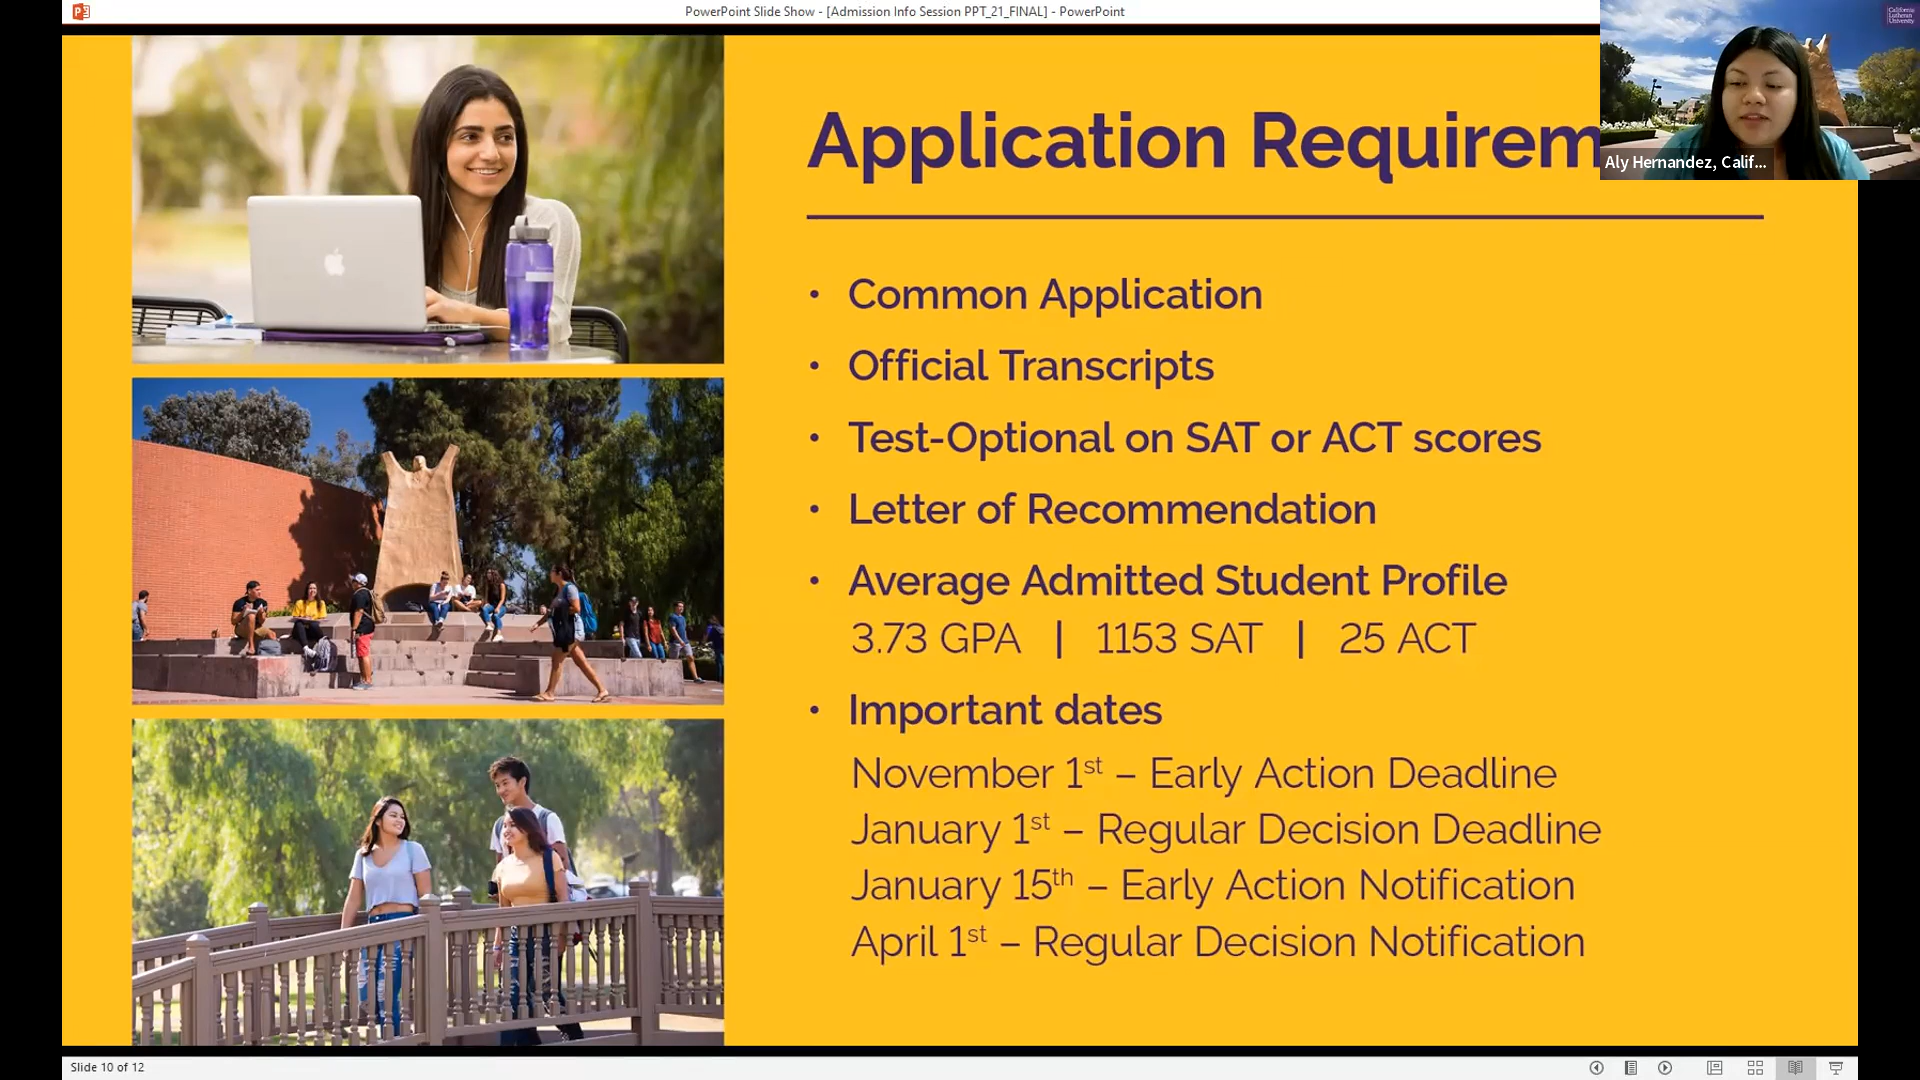 PowerPoint Slide Show - [Admission Info Session PPT_21_FINAL] - PowerPoint
California
Lutheran
University
Aly Hernandez, Calif...
Application Requirem
• Common Application
• Official Transcripts
• Test-Optional on SAT or ACT scores
• Letter of Recommendation
• Average Admitted Student Profile
3.73 GPA | 1153 SAT | 25 ACT
• Important dates
November 1st – Early Action Deadline
January 1st – Regular Decision Deadline
January 15th – Early Action Notification
April 1st – Regular Decision Notification
Slide 10 of 12